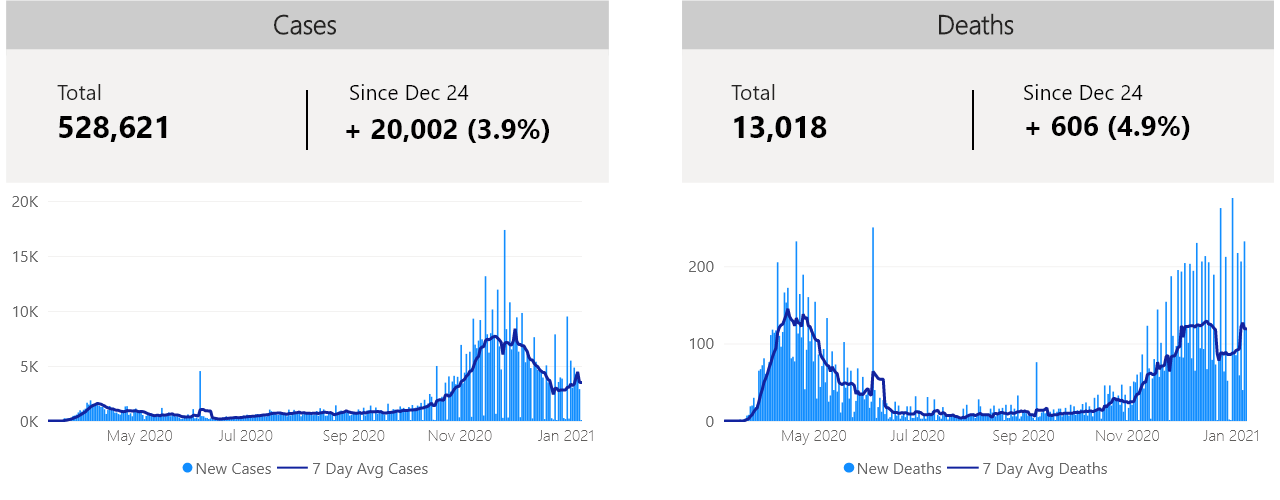 Cases
Total
Since Dec 24
528,621
+ 20,002 (3.9%)
20K
15K
10K
5K
0K
May 2020 Jul 2020 Sep 2020 Nov 2020 Jan 2021
New Cases 7 Day Avg Cases
Deaths
Total
Since Dec 24
13,018
+ 606 (4.9%)
200
100
0
May 2020 Jul 2020 Sep 2020 Nov 2020 Jan 2021
New Deaths 7 Day Avg Deaths